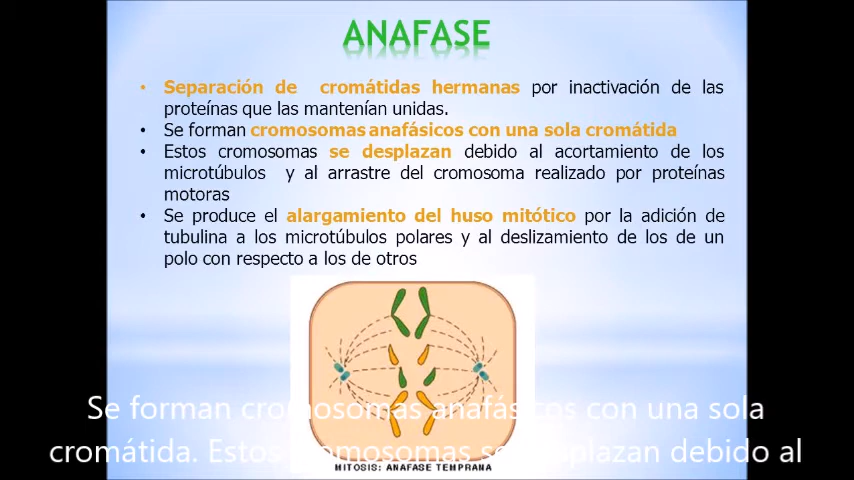 ANAFASE
• Separación de cromátidas hermanas por inactivación de las
proteínas que las mantenían unidas.
• Se forman cromosomas anafásicos con una sola cromátida
• Estos cromosomas se desplazan debido al acortamiento de los
microtúbulos y al arrastre del cromosoma realizado por proteínas
motoras
• Se produce el alargamiento del huso mitótico por la adición de
tubulina a los microtúbulos polares y al deslizamiento de los de un
polo con respecto a los de otros
Se forman cromosomas anafásicos con una sola
cromátida. Estos cromosomas se desplazan debido al
MITOSIS: ANAFASE TEMPRANA